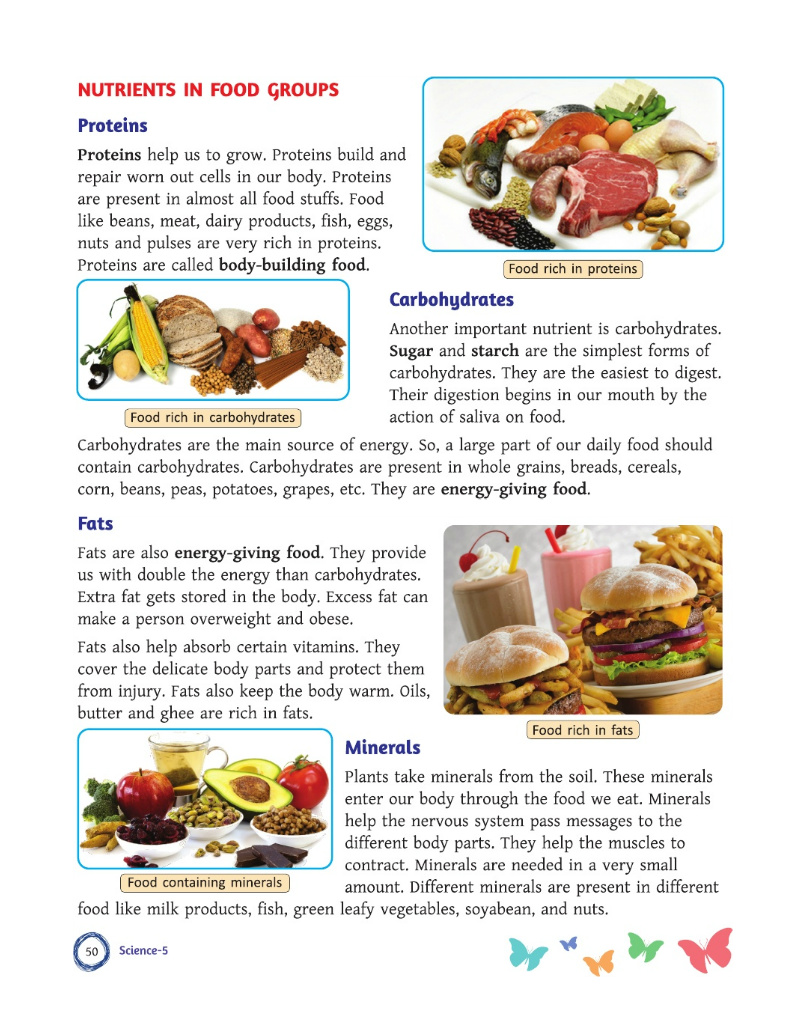 NUTRIENTS IN FOOD GROUPS
Proteins
Proteins help us to grow. Proteins build and
repair worn out cells in our body. Proteins
are present in almost all food stuffs. Food
like beans, meat, dairy products, fish, eggs,
nuts and pulses are very rich in proteins.
Proteins are called body-building food.
Food rich in proteins
Food rich in carbohydrates
Carbohydrates
Another important nutrient is carbohydrates.
Sugar and starch are the simplest forms of
carbohydrates. They are the easiest to digest.
Their digestion begins in our mouth by the
action of saliva on food.
Carbohydrates are the main source of energy. So, a large part of our daily food should
contain carbohydrates. Carbohydrates are present in whole grains, breads, cereals,
corn, beans, peas, potatoes, grapes, etc. They are energy-giving food.
Fats
Fats are also energy-giving food. They provide
us with double the energy than carbohydrates.
Extra fat gets stored in the body. Excess fat can
make a person overweight and obese.
Fats also help absorb certain vitamins. They
cover the delicate body parts and protect them
from injury. Fats also keep the body warm. Oils,
butter and ghee are rich in fats.
Food rich in fats
Food containing minerals
Minerals
Plants take minerals from the soil. These minerals
enter our body through the food we eat. Minerals
help the nervous system pass messages to the
different body parts. They help the muscles to
contract. Minerals are needed in a very small
amount. Different minerals are present in different
food like milk products, fish, green leafy vegetables, soyabean, and nuts.
50
Science-5